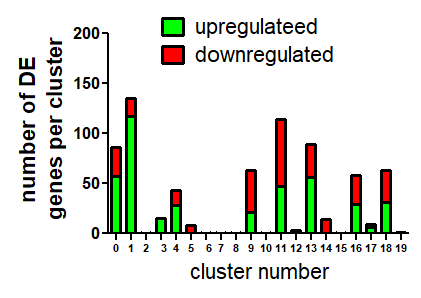 upregulateed
downregulated
number of DE
genes per cluster
200
150
100
50
0
0 1 2 3 4 5 6 7 8 9 10 11 12 13 14 15 16 17 18 19
cluster number